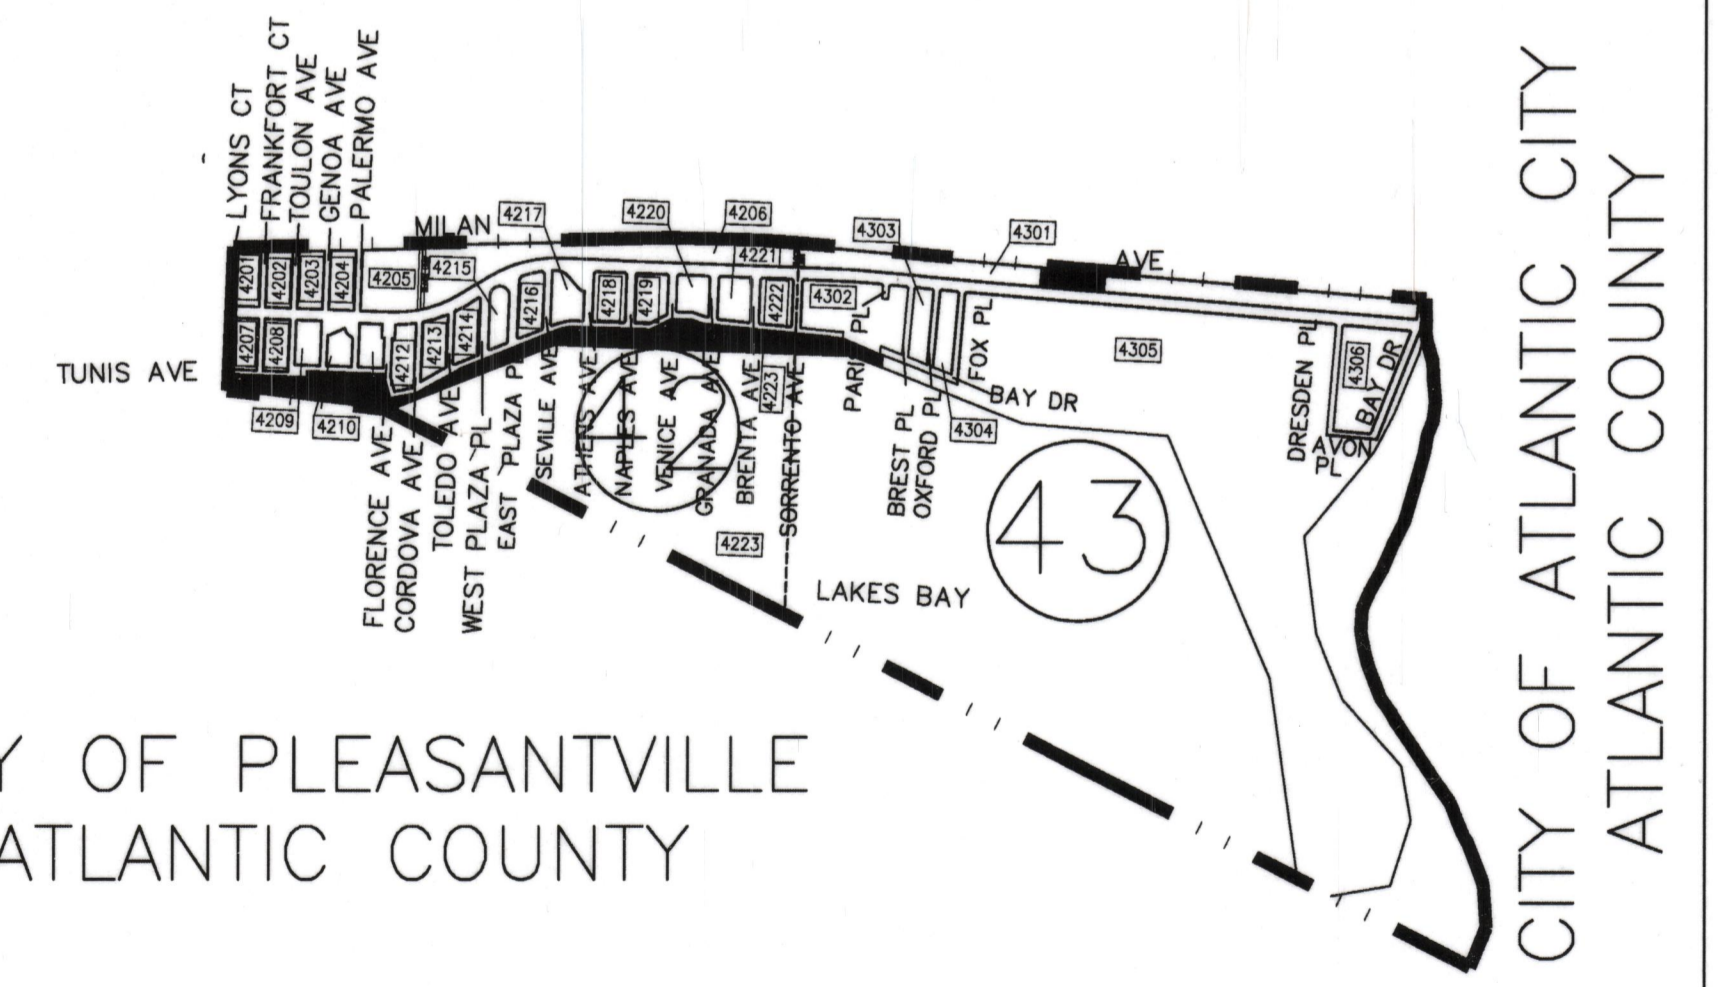 LYONS CT
FRANKFORT CT
TOULON AVE
GENOA AVE
PALERMO AVE
MILAN AVE
4217
4220
4206
4303
4301
4201
4202
4203
4204
4205
4215
4221
4207
4208
4212
4213
4214
4216
4218
4219
4222
4302
4305
4306
TUNIS AVE
4209
4210
FLORENCE AVE
CORDOVA AVE
TOLEDO AVE
WEST PLAZA PL
EAST PLAZA PL
SEVILLE AVE
ATHENS AVE
NAPLES AVE
VENICE AVE
GRANADA AVE
BRENTA AVE
4223
SORRENTO AVE
PARK PL
BREST PL
OXFORD PL
FOX PL
BAY DR
4304
DRESDEN PL
BAY DR
AVON
PL
42
43
4223
LAKES BAY
Y OF PLEASANTVILLE
ATLANTIC COUNTY
CITY OF ATLANTIC CITY
ATLANTIC COUNTY